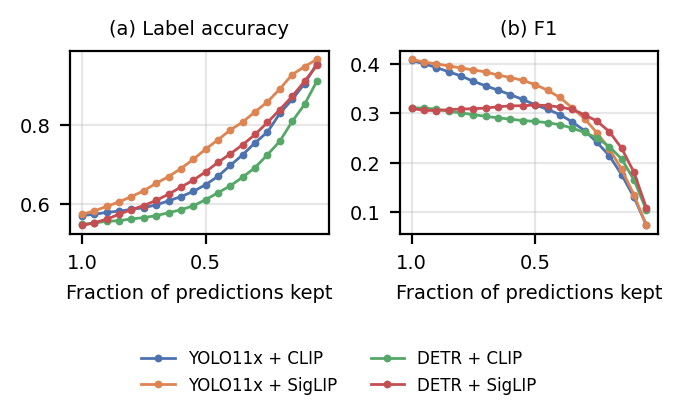 (a) Label accuracy
(b) F1
0.8
0.6
1.0
0.5
Fraction of predictions kept
0.4
0.3
0.2
0.1
1.0
0.5
Fraction of predictions kept
YOLO11x + CLIP
YOLO11x + SigLIP
DETR + CLIP
DETR + SigLIP